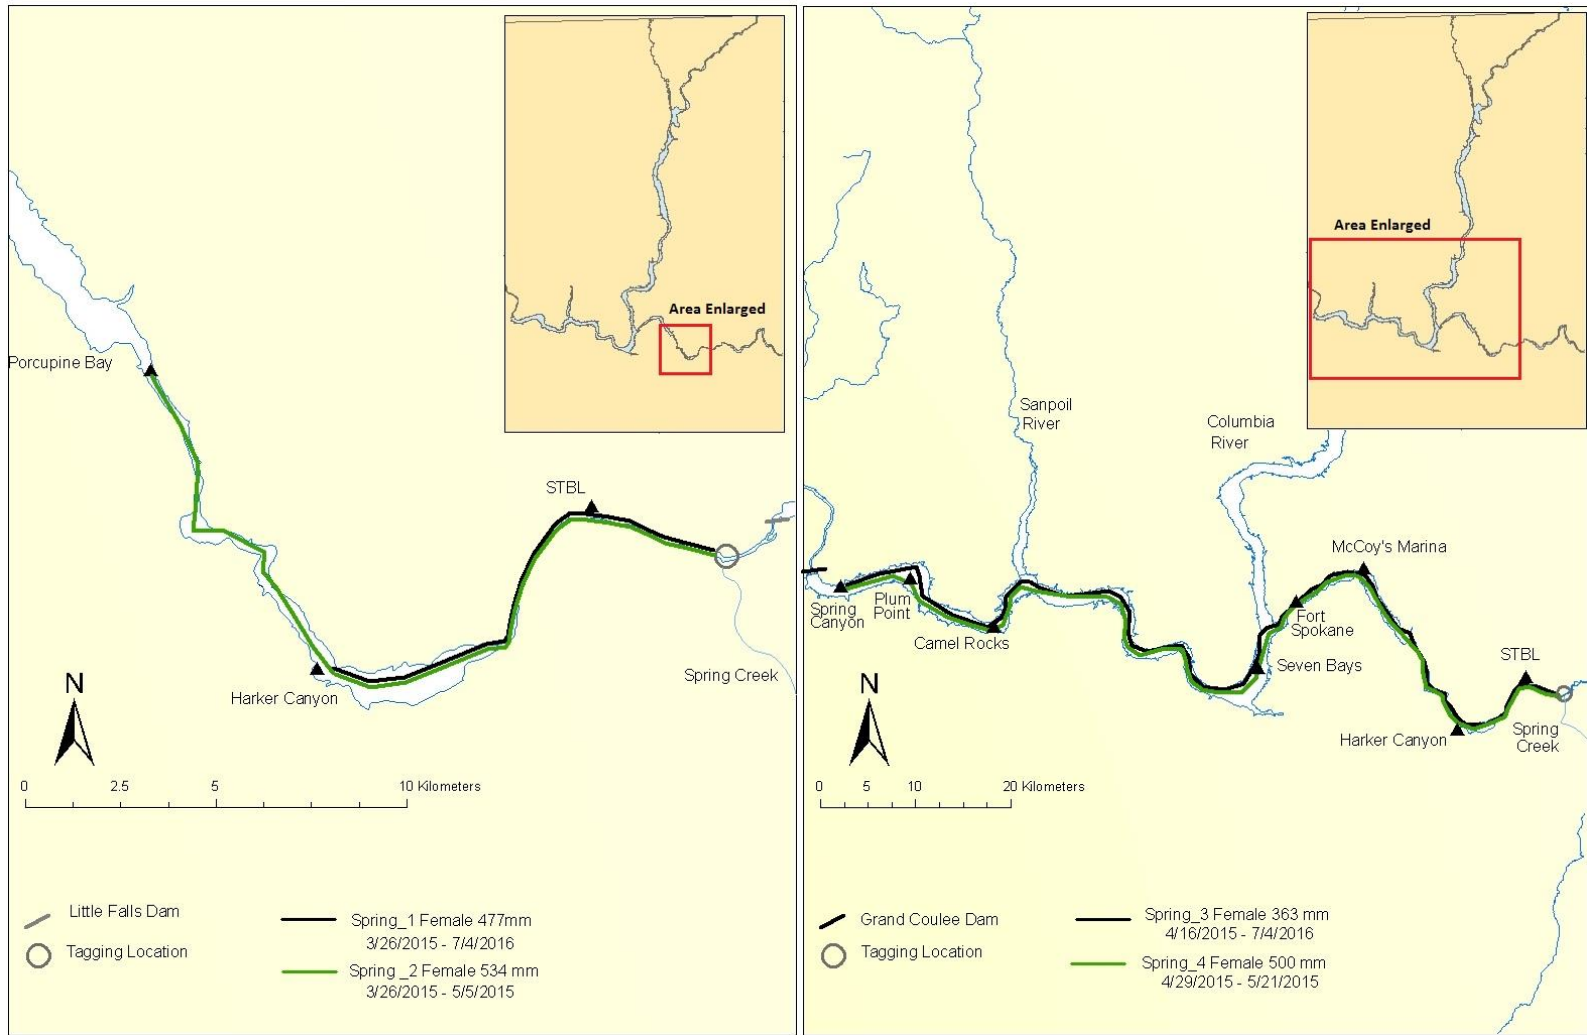 Area Enlarged
Porcupine Bay
STBL
Spring Creek
Harker Canyon
N
0 2.5 5 10 Kilometers
Little Falls Dam
Tagging Location
Spring_1 Female 477mm
3/26/2015 - 7/4/2016
Spring _2 Female 534 mm
3/26/2015 - 5/5/2015
Area Enlarged
Sanpoil
River
Columbia
River
McCoy's Marina
Spring
Canyon
Plum
Point
Camel Rocks
Fort
Spokane
Seven Bays
STBL
Harker Canyon
Spring
Creek
N
0 5 10 20 Kilometers
Grand Coulee Dam
Tagging Location
Spring_3 Female 363 mm
4/16/2015 - 7/4/2016
Spring_4 Female 500 mm
4/29/2015 - 5/21/2015